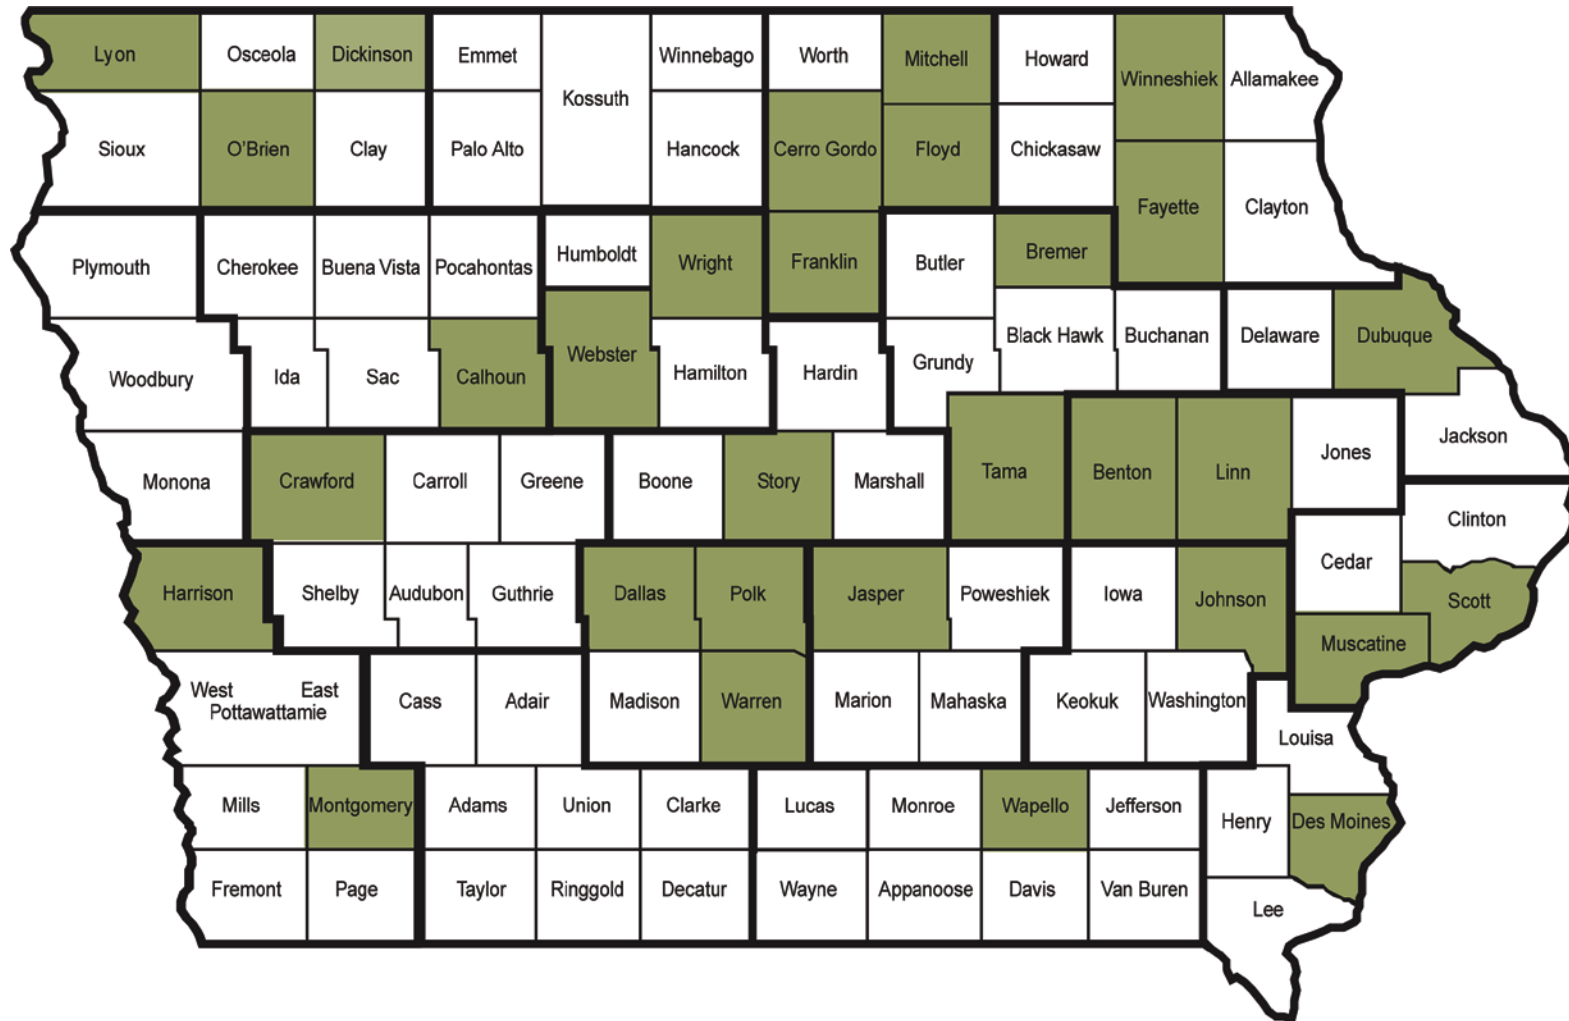 Lyon
Osceola
Dickinson
Emmet
Kossuth
Winnebago
Worth
Mitchell
Howard
Winneshiek
Allamakee
Sioux
O'Brien
Clay
Palo Alto
Hancock
Cerro Gordo
Floyd
Chickasaw
Fayette
Clayton
Plymouth
Cherokee
Buena Vista
Pocahontas
Humboldt
Wright
Franklin
Butler
Bremer
Woodbury
Ida
Sac
Calhoun
Webster
Hamilton
Hardin
Grundy
Black Hawk
Buchanan
Delaware
Dubuque
Monona
Crawford
Carroll
Greene
Boone
Story
Marshall
Tama
Benton
Linn
Jones
Jackson
Clinton
Cedar
Harrison
Shelby
Audubon
Guthrie
Dallas
Polk
Jasper
Poweshiek
Iowa
Johnson
Scott
Muscatine
West East
Pottawattamie
Cass
Adair
Madison
Warren
Marion
Mahaska
Keokuk
Washington
Louisa
Mills
Montgomery
Adams
Union
Clarke
Lucas
Monroe
Wapello
Jefferson
Henry
Des Moines
Fremont
Page
Taylor
Ringgold
Decatur
Wayne
Appanoose
Davis
Van Buren
Lee